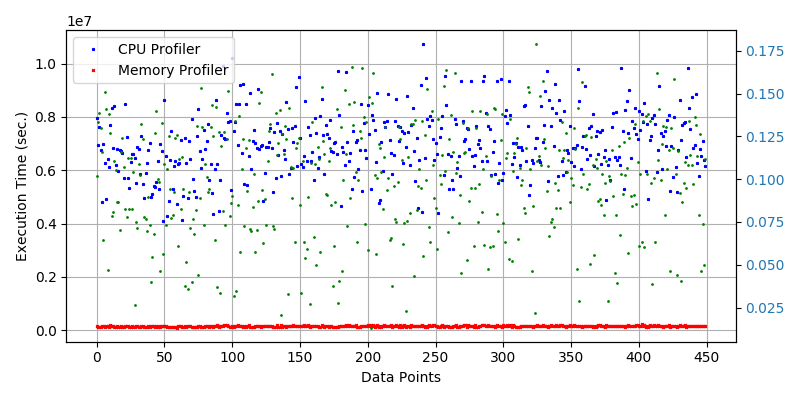 1e7
CPU Profiler
Memory Profiler
Execution Time (sec.)
1.0
0.8
0.6
0.4
0.2
0.0
0.175
0.150
0.125
0.100
0.075
0.050
0.025
0 50 100 150 200 250 300 350 400 450
Data Points